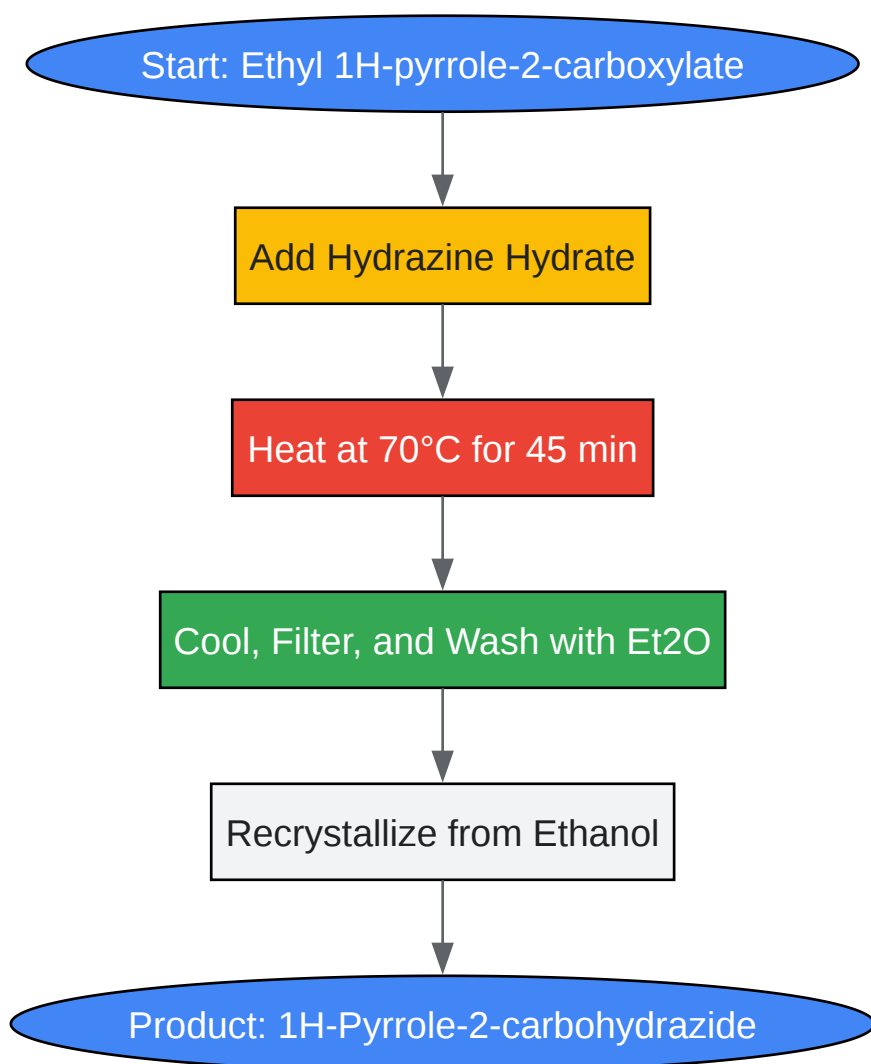 Start: Ethyl 1H-pyrrole-2-carboxylate
Add Hydrazine Hydrate
Heat at 70°C for 45 min
Cool, Filter, and Wash with Et2O
Recrystallize from Ethanol
Product: 1H-Pyrrole-2-carbohydrazide